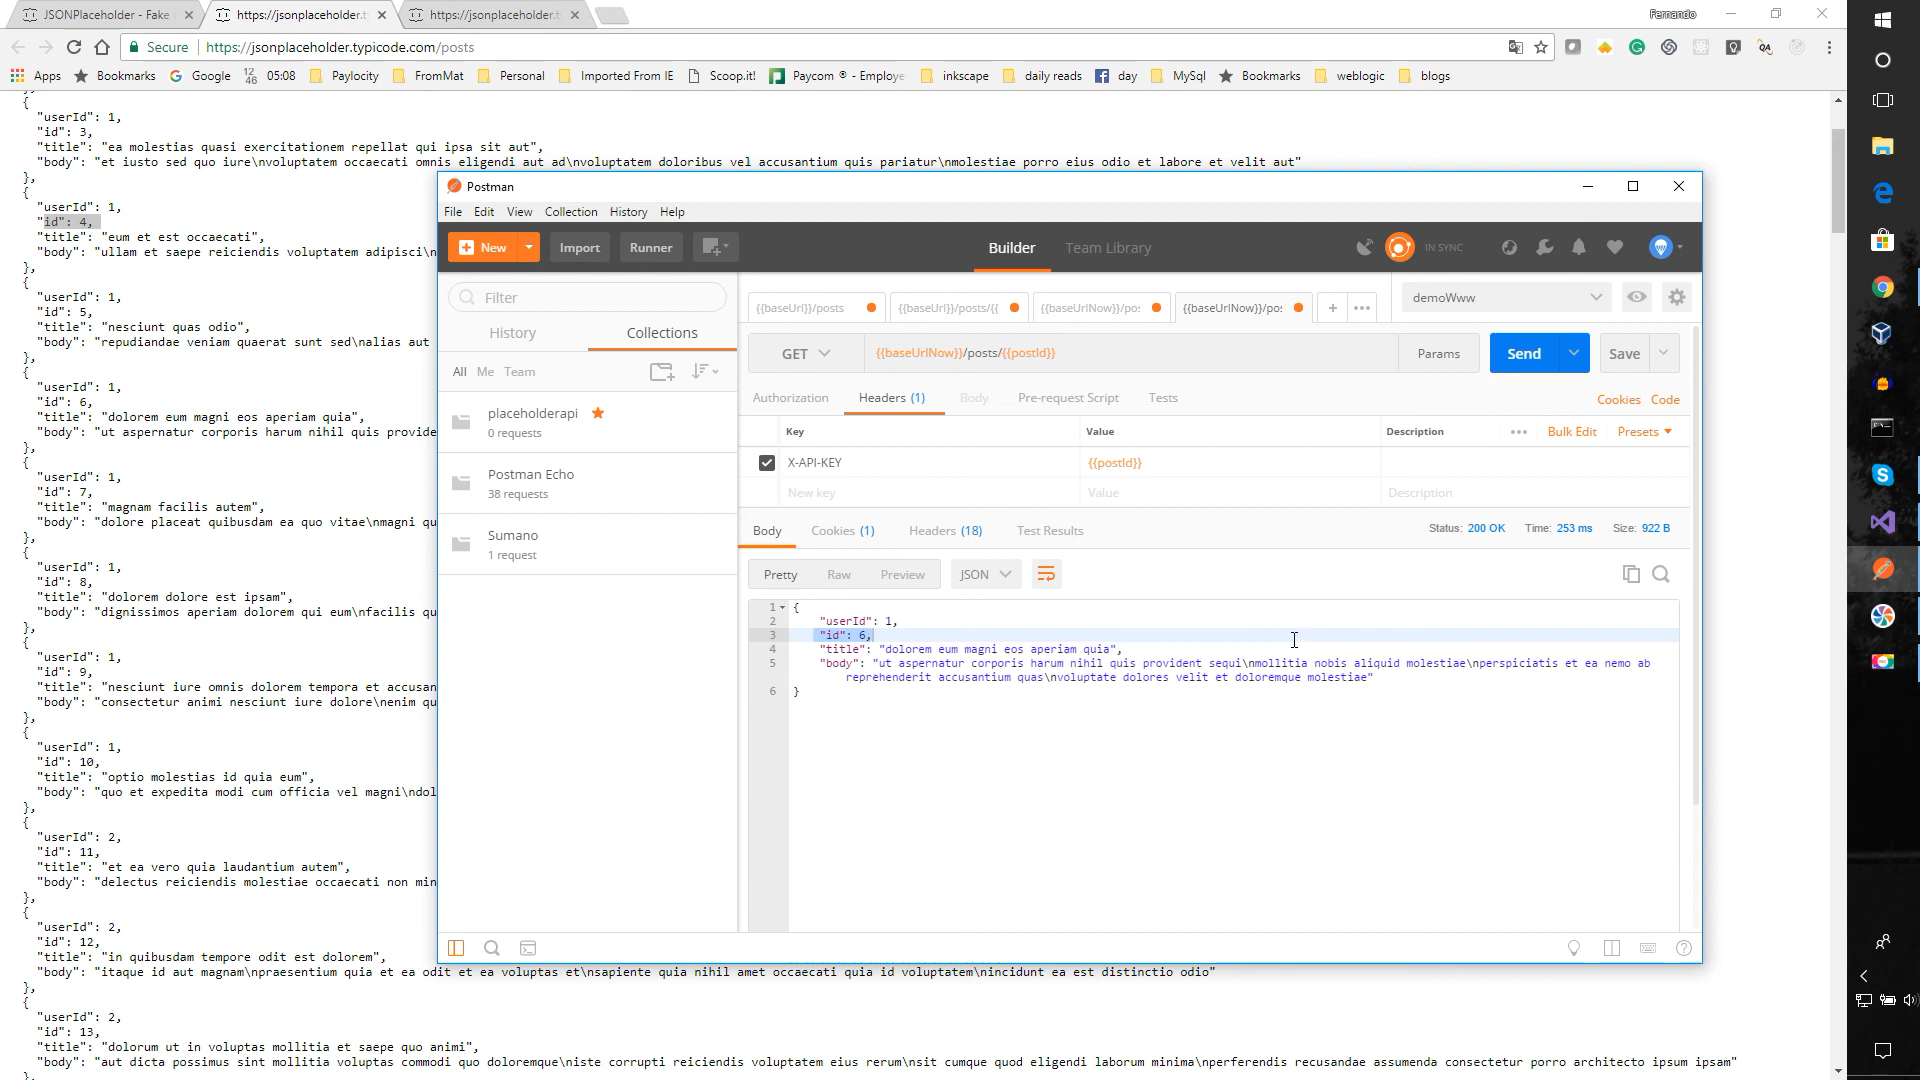 JSONPlaceholder - Fake
https://jsonplaceholder.t
https://jsonplaceholder.t
Fernando
Secure
https://jsonplaceholder.typicode.com/posts
Apps
Bookmarks
Google
12
46
05:08
Paylocity
FromMat
Personal
Imported From IE
Scoop.it!
Paycom ® - Employe
inkscape
daily reads
day
MySql
Bookmarks
weblogic
blogs
{
"userId": 1,
"id": 3,
"title": "ea molestias quasi exercitationem repellat qui ipsa sit aut",
"body": "et iusto sed quo iure\nvoluptatem occaecati omnis eligendi aut ad\nvoluptatem doloribus vel accusantium quis pariatur\nmolestiae porro eius odio et labore et velit aut"
},
{
"userId": 1,
"id": 4,
"title": "eum et est occaecati",
"body": "ullam et saepe reiciendis voluptatem adipisci\n
},
{
"userId": 1,
"id": 5,
"title": "nesciunt quas odio",
"body": "repudiandae veniam quaerat sunt sed\nalias aut
},
{
"userId": 1,
"id": 6,
"title": "dolorem eum magni eos aperiam quia",
"body": "ut aspernatur corporis harum nihil quis provide
},
{
"userId": 1,
"id": 7,
"title": "magnam facilis autem",
"body": "dolore placeat quibusdam ea quo vitae\nmagni qu
},
{
"userId": 1,
"id": 8,
"title": "dolorem dolore est ipsam",
"body": "dignissimos aperiam dolorem qui eum\nfacilis qu
},
{
"userId": 1,
"id": 9,
"title": "nesciunt iure omnis dolorem tempora et accusan
"body": "consectetur animi nesciunt iure dolore\nenim qu
},
{
"userId": 1,
"id": 10,
"title": "optio molestias id quia eum",
"body": "quo et expedita modi cum officia vel magni\ndol
},
{
"userId": 2,
"id": 11,
"title": "et ea vero quia laudantium autem",
"body": "delectus reiciendis molestiae occaecati non min
},
{
"userId": 2,
"id": 12,
"title": "in quibusdam tempore odit est dolorem",
"body": "itaque id aut magnam\npraesentium quia et ea odit et ea voluptas et\nsapiente quia nihil amet occaecati quia id voluptatem\nincidunt ea est distinctio odio"
},
{
"userId": 2,
"id": 13,
"title": "dolorum ut in voluptas mollitia et saepe quo animi",
"body": "aut dicta possimus sint mollitia voluptas commodi quo doloremque\niste corrupti reiciendis voluptatem eius rerum\nsit cumque quod eligendi laborum minima\nperferendis recusandae assumenda consectetur porro architecto ipsum ipsam"
Postman
File Edit View Collection History Help
New
Import
Runner
Builder
Team Library
IN SYNC
Filter
History
Collections
All Me Team
placeholderapi
0 requests
Postman Echo
38 requests
Sumano
1 request
{{baseUrl}}/posts
{{baseUrl}}/posts/{{
{{baseUrlNow}}/pos
{{baseUrlNow}}/pos
demoWww
GET
{{baseUrlNow}}/posts/{{postId}}
Params
Send
Save
Authorization
Headers (1)
Body
Pre-request Script
Tests
Cookies
Code
Key
Value
Description
Bulk Edit
Presets
X-API-KEY
{{postId}}
New key
Value
Description
Body
Cookies (1)
Headers (18)
Test Results
Status: 200 OK
Time: 253 ms
Size: 922 B
Pretty
Raw
Preview
JSON
1 {
2 "userId": 1,
3 "id": 6,
4 "title": "dolorem eum magni eos aperiam quia",
5 "body": "ut aspernatur corporis harum nihil quis provident sequi\nmollitia nobis aliquid molestiae\nperspiciatis et ea nemo ab
reprehenderit accusantium quas\nvoluptate dolores velit et doloremque molestiae"
6 }